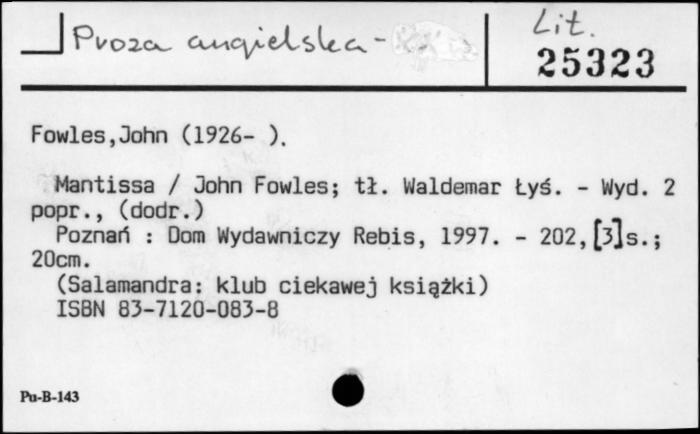 Proza angielska -
Lit.
25323
Fowles,John (1926- ).
Mantissa / John Fowles; tł. Waldemar Łyś. - Wyd. 2
popr., (dodr.)
Poznań : Dom Wydawniczy Rebis, 1997. - 202,[3]s.;
20cm.
(Salamandra: klub ciekawej książki)
ISBN 83-7120-083-8
Pu-B-143